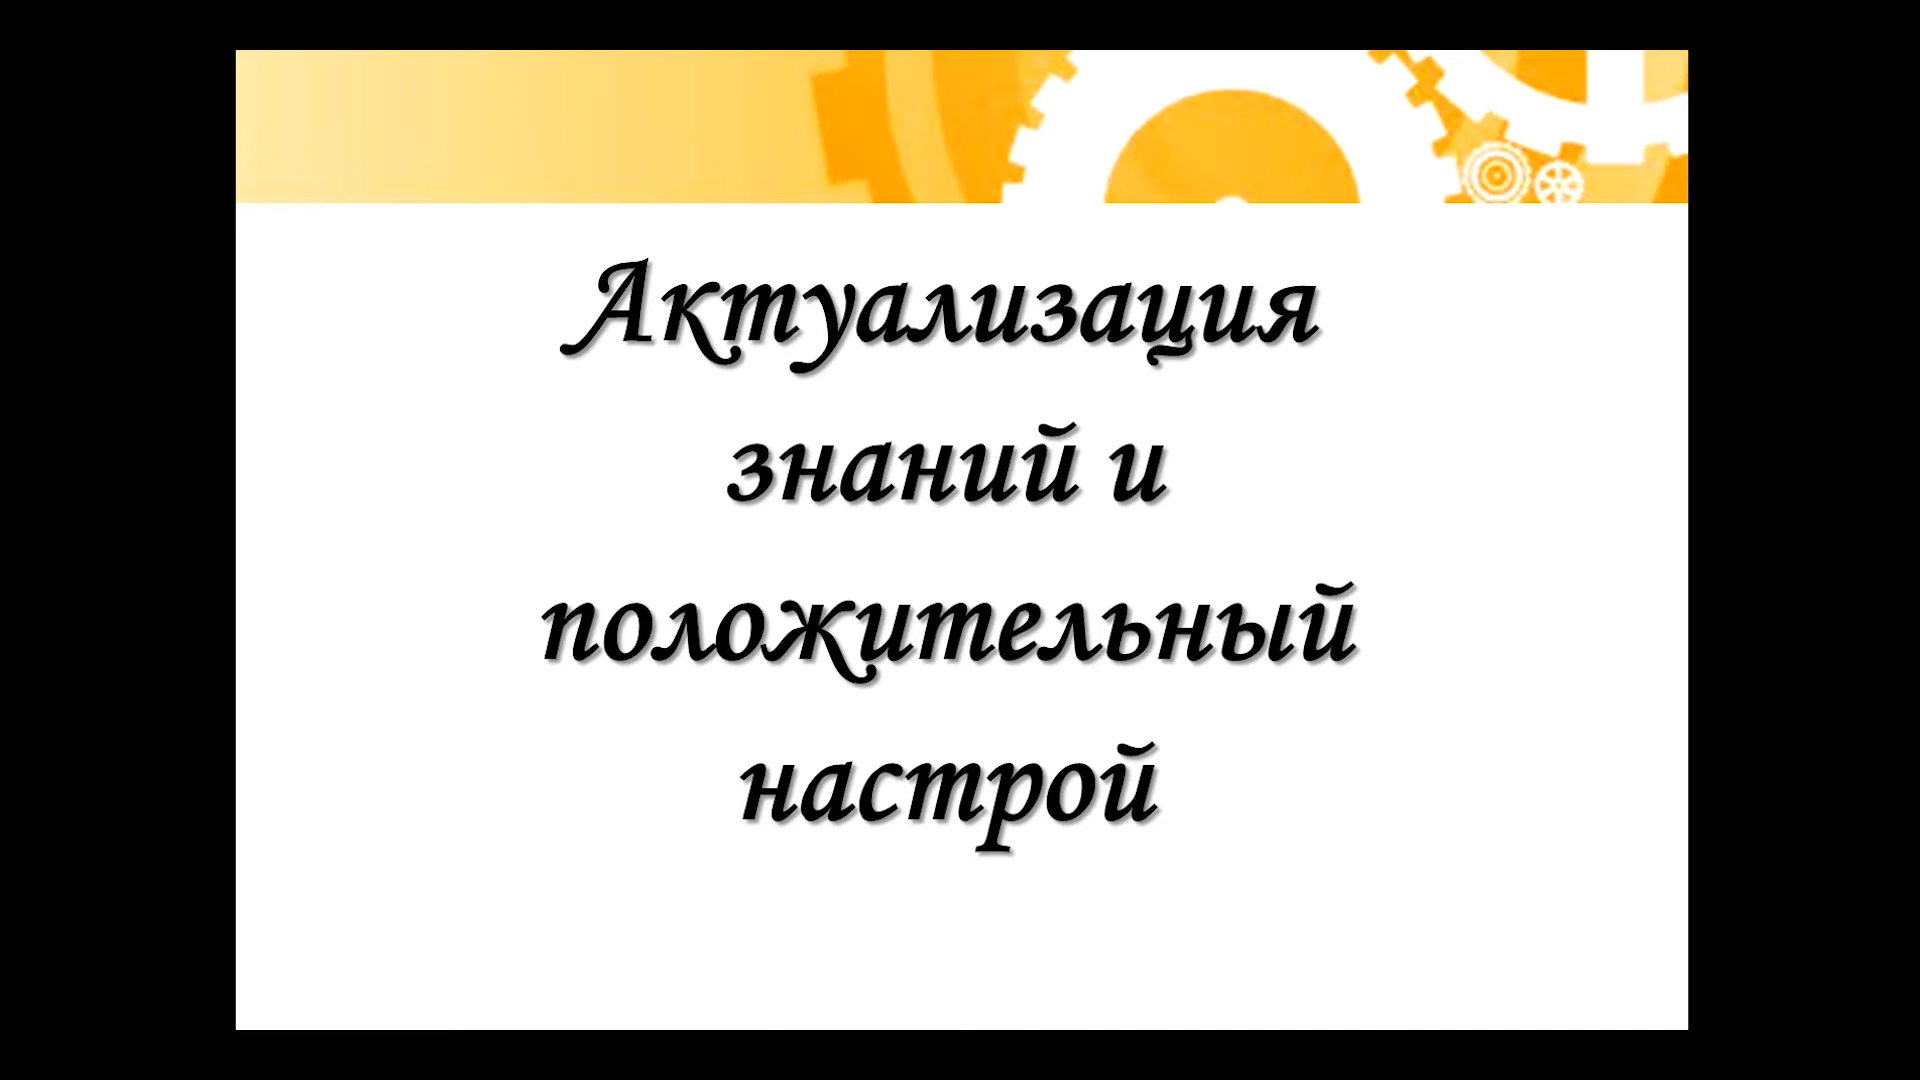 Актуализация
знаний и
положительный
настрой